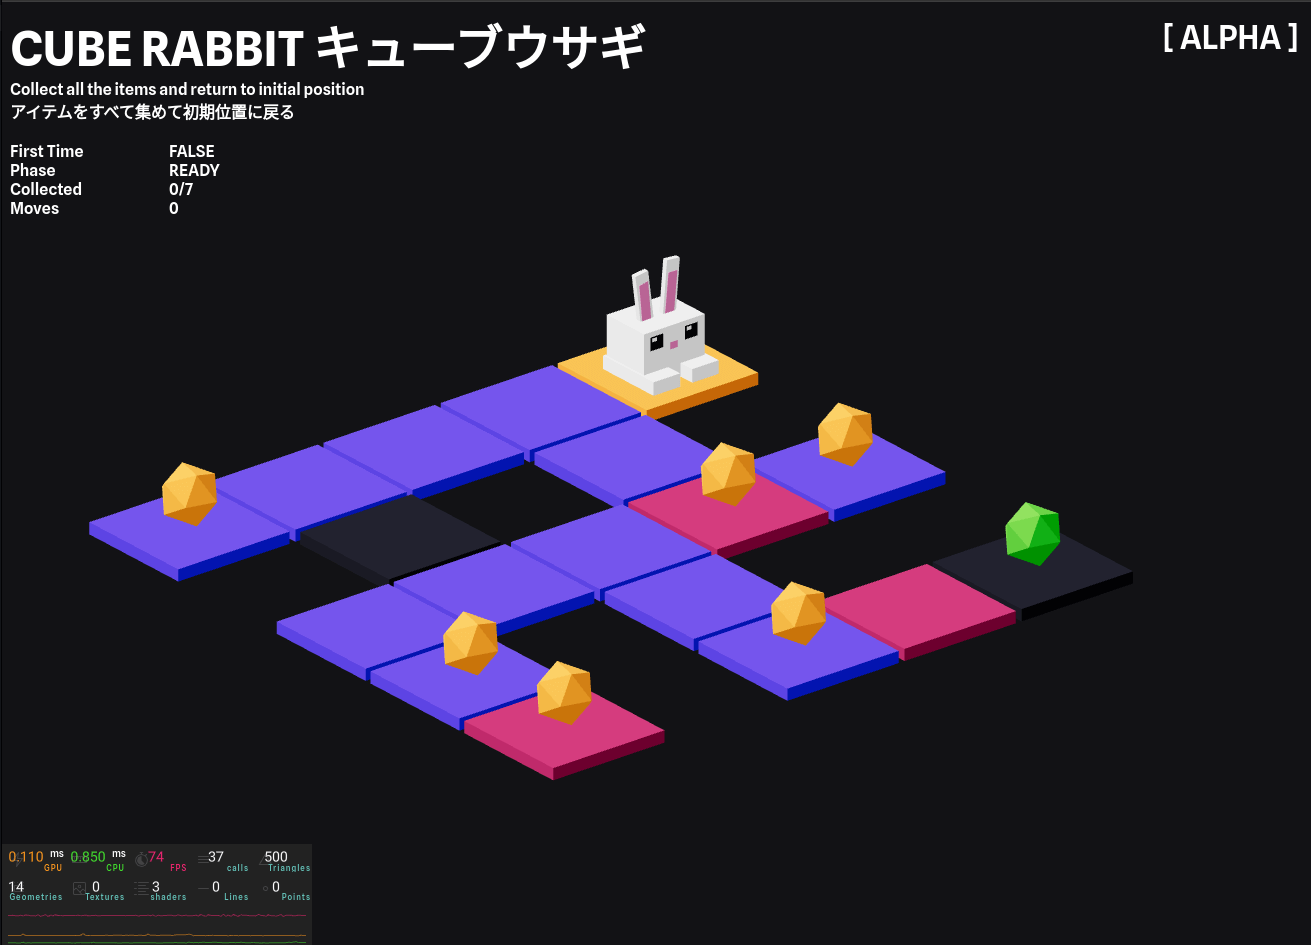 CUBE RABBIT キューブウサギ
[ ALPHA ]
Collect all the items and return to initial position
アイテムをすべて集めて初期位置に戻る
First Time FALSE
Phase READY
Collected 0/7
Moves 0
0.110 ms GPU 0.850 ms CPU 74 FPS 37 calls 500 Triangles
14 Geometries 0 Textures 3 shaders 0 Lines 0 Points